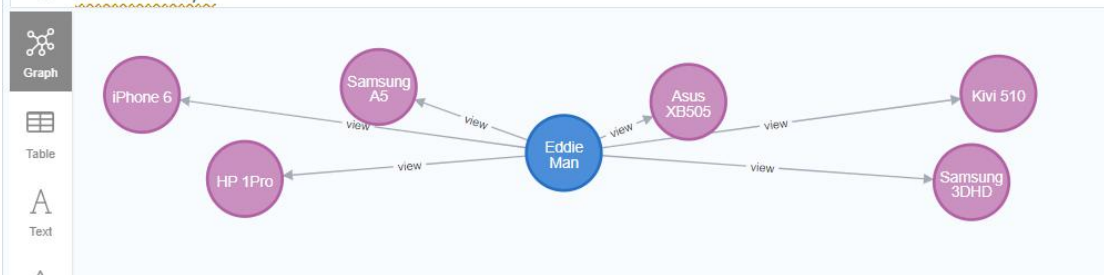 Graph
Table
Text
iPhone 6
Samsung
A5
Asus
XB505
Kivi 510
HP 1Pro
Eddie
Man
Samsung
3DHD
view
view
view
view
view
view